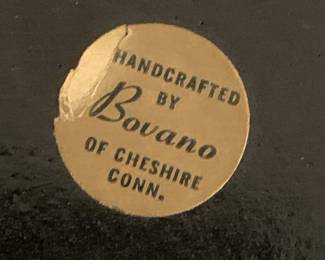 HANDCRAFTED
BY
Bovano
OF CHESHIRE
CONN.